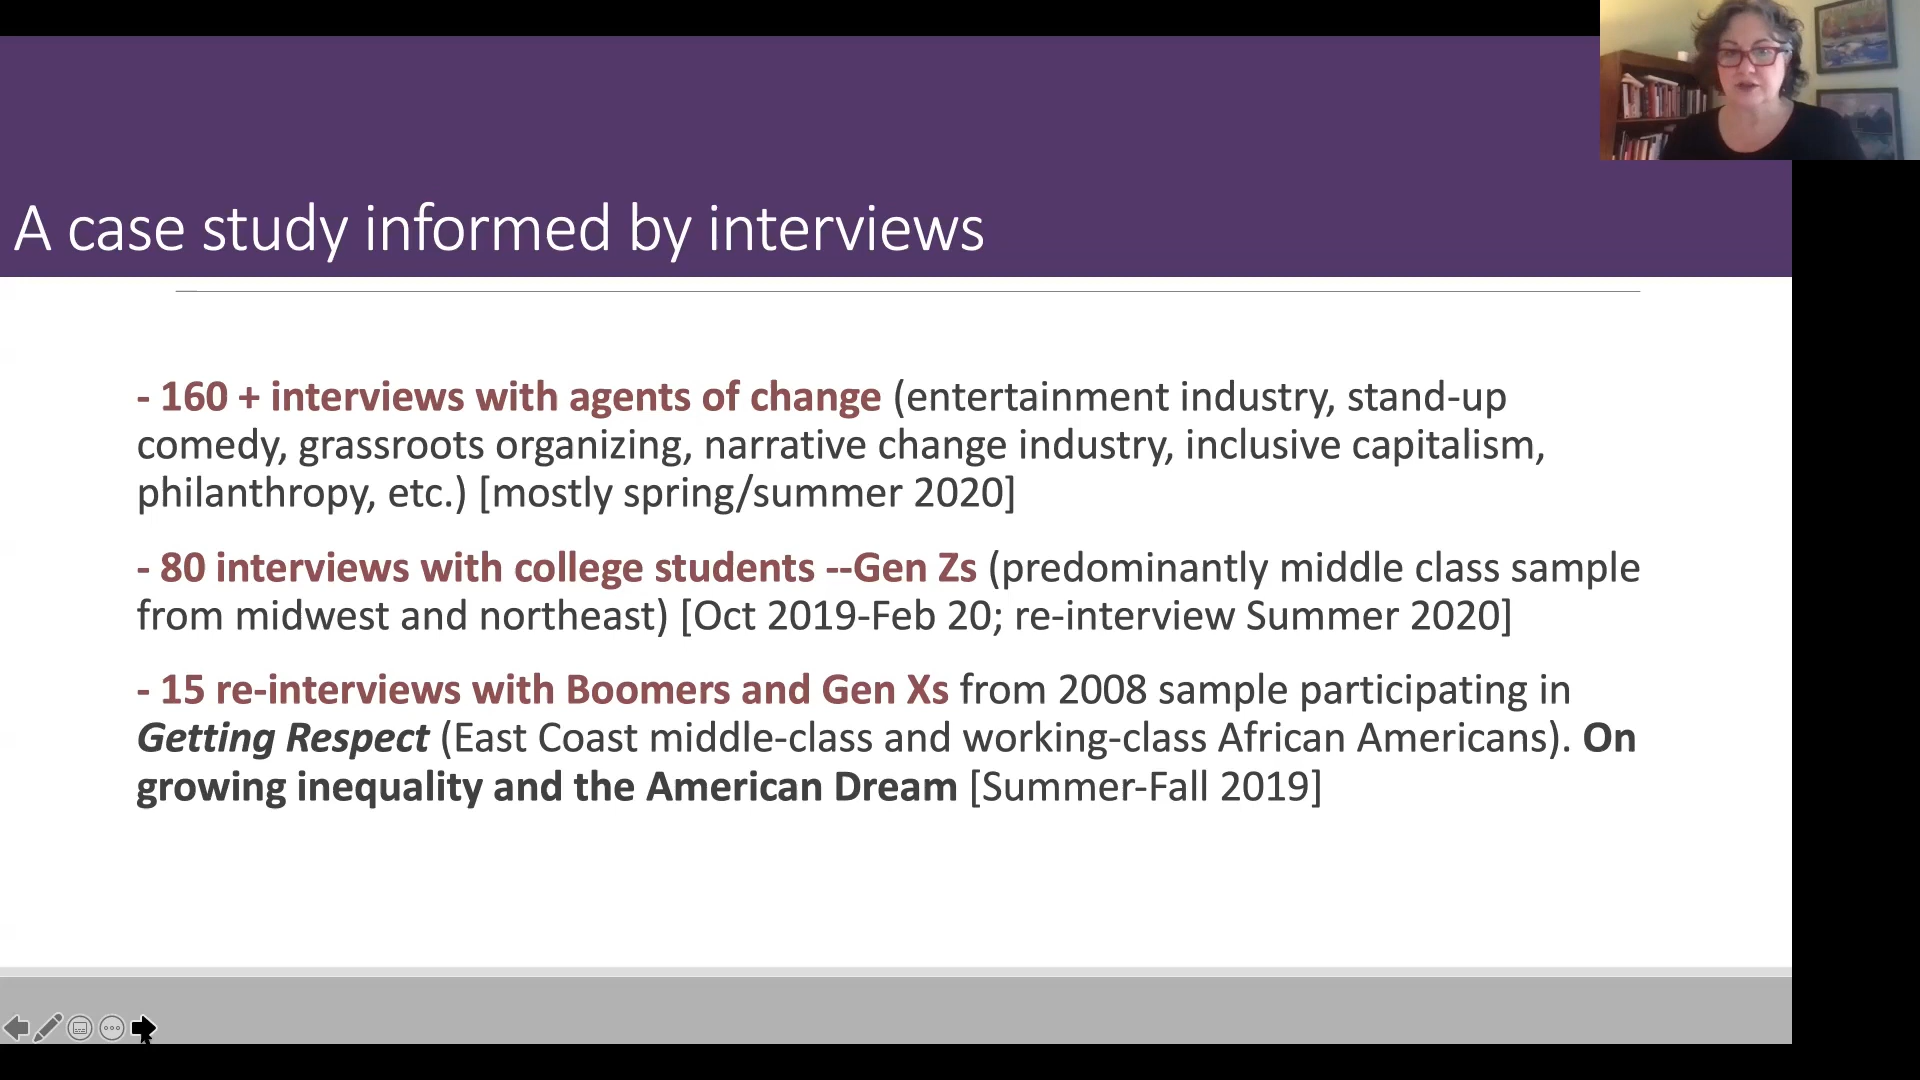 A case study informed by interviews
- 160 + interviews with agents of change (entertainment industry, stand-up
comedy, grassroots organizing, narrative change industry, inclusive capitalism,
philanthropy, etc.) [mostly spring/summer 2020]
- 80 interviews with college students --Gen Zs (predominantly middle class sample
from midwest and northeast) [Oct 2019-Feb 20; re-interview Summer 2020]
- 15 re-interviews with Boomers and Gen Xs from 2008 sample participating in
Getting Respect (East Coast middle-class and working-class African Americans). On
growing inequality and the American Dream [Summer-Fall 2019]